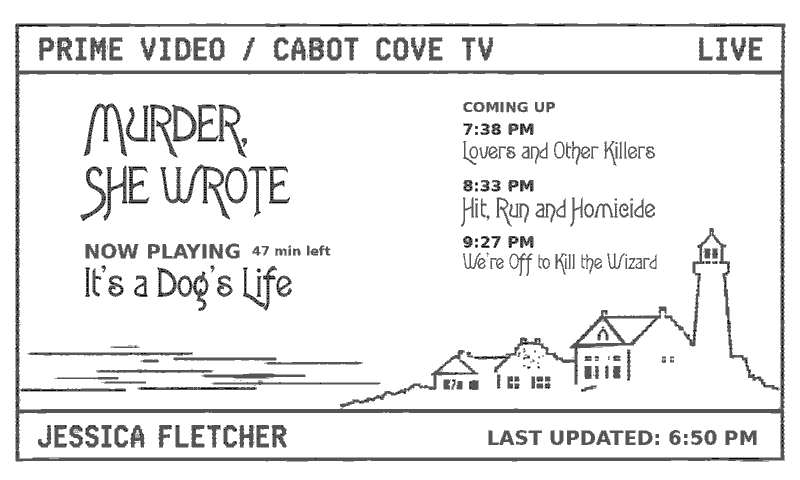 PRIME VIDEO / CABOT COVE TV
LIVE
MURDER,
SHE WROTE
NOW PLAYING 47 min left
It's a Dog's Life
COMING UP
7:38 PM
Lovers and Other Killers
8:33 PM
Hit, Run and Homicide
9:27 PM
We're Off to Kill the Wizard
JESSICA FLETCHER
LAST UPDATED: 6:50 PM